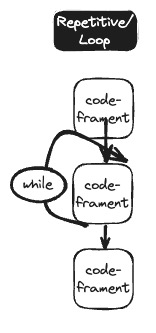 Repetitive/
Loop
code-
frament
while
code-
frament
code-
frament